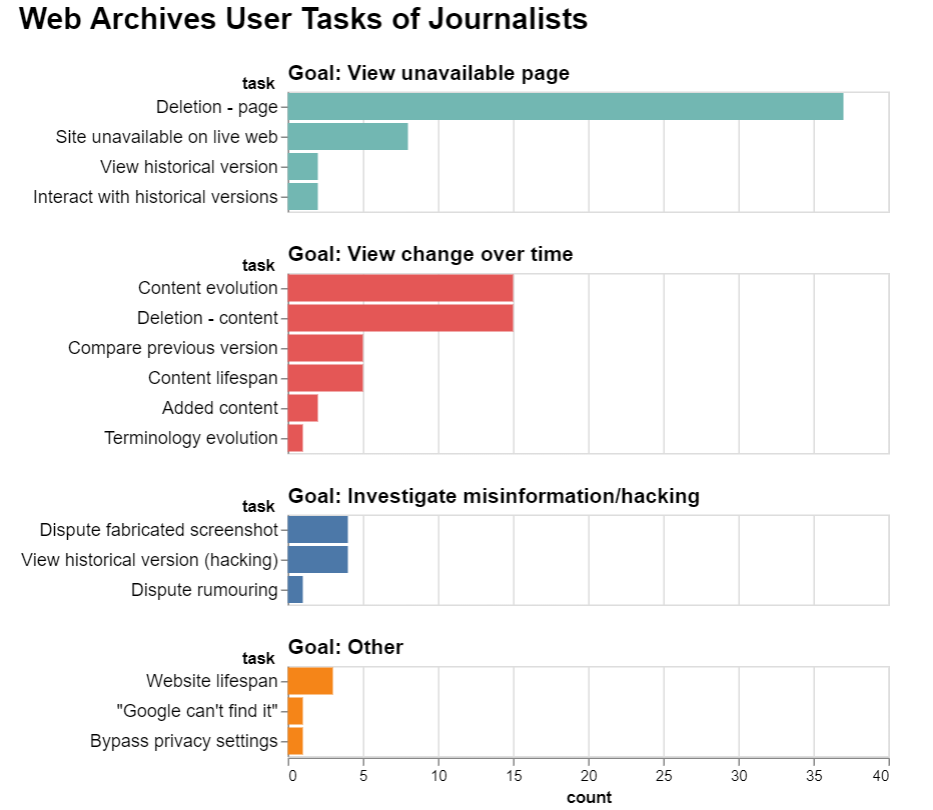 Web Archives User Tasks of Journalists
Goal: View unavailable page
task
Deletion - page
Site unavailable on live web
View historical version
Interact with historical versions
Goal: View change over time
task
Content evolution
Deletion - content
Compare previous version
Content lifespan
Added content
Terminology evolution
Goal: Investigate misinformation/hacking
task
Dispute fabricated screenshot
View historical version (hacking)
Dispute rumouring
Goal: Other
task
Website lifespan
"Google can't find it"
Bypass privacy settings
0 5 10 15 20 25 30 35 40
count